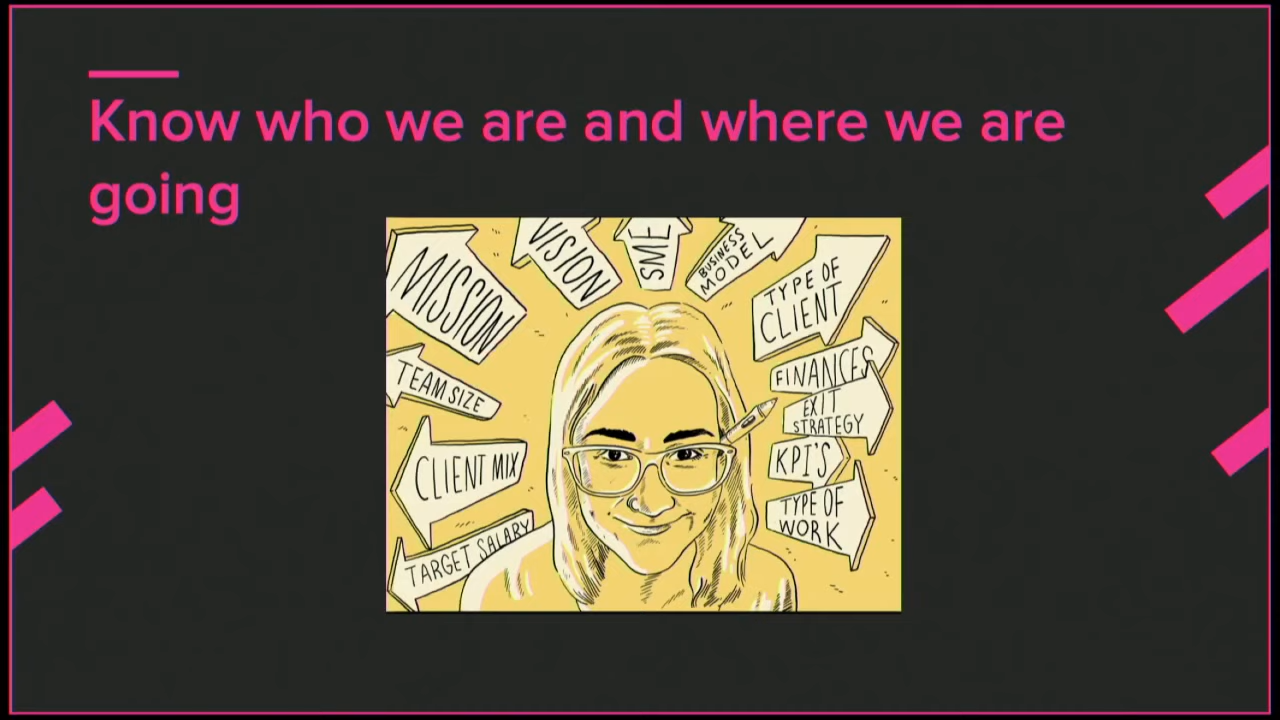 Know who we are and where we are
going
MISSION
VISION
SME
BUSINESS
MODEL
TYPE OF
CLIENT
TEAM SIZE
FINANCES
EXIT
STRATEGY
CLIENT MIX
KPI'S
TYPE OF
WORK
TARGET SALARY